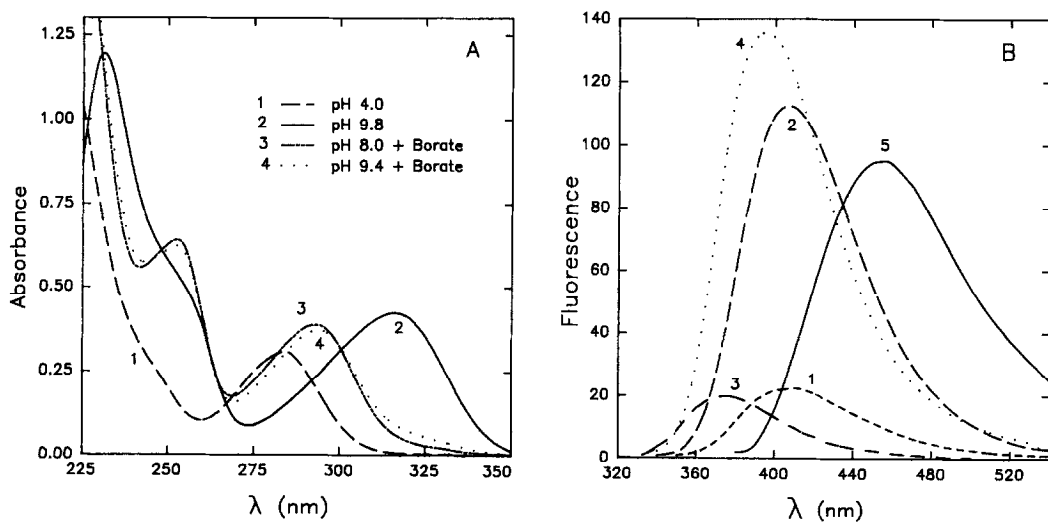 A
1.25
1.00
0.75
0.50
0.25
0.00
Absorbance
1 pH 4.0
2 pH 9.8
3 pH 8.0 + Borate
4 pH 9.4 + Borate
1
3
4
2
225 250 275 300 325 350
λ (nm)
B
140
120
100
80
60
40
20
0
Fluorescence
4
2
5
3
1
320 360 400 440 480 520
λ (nm)